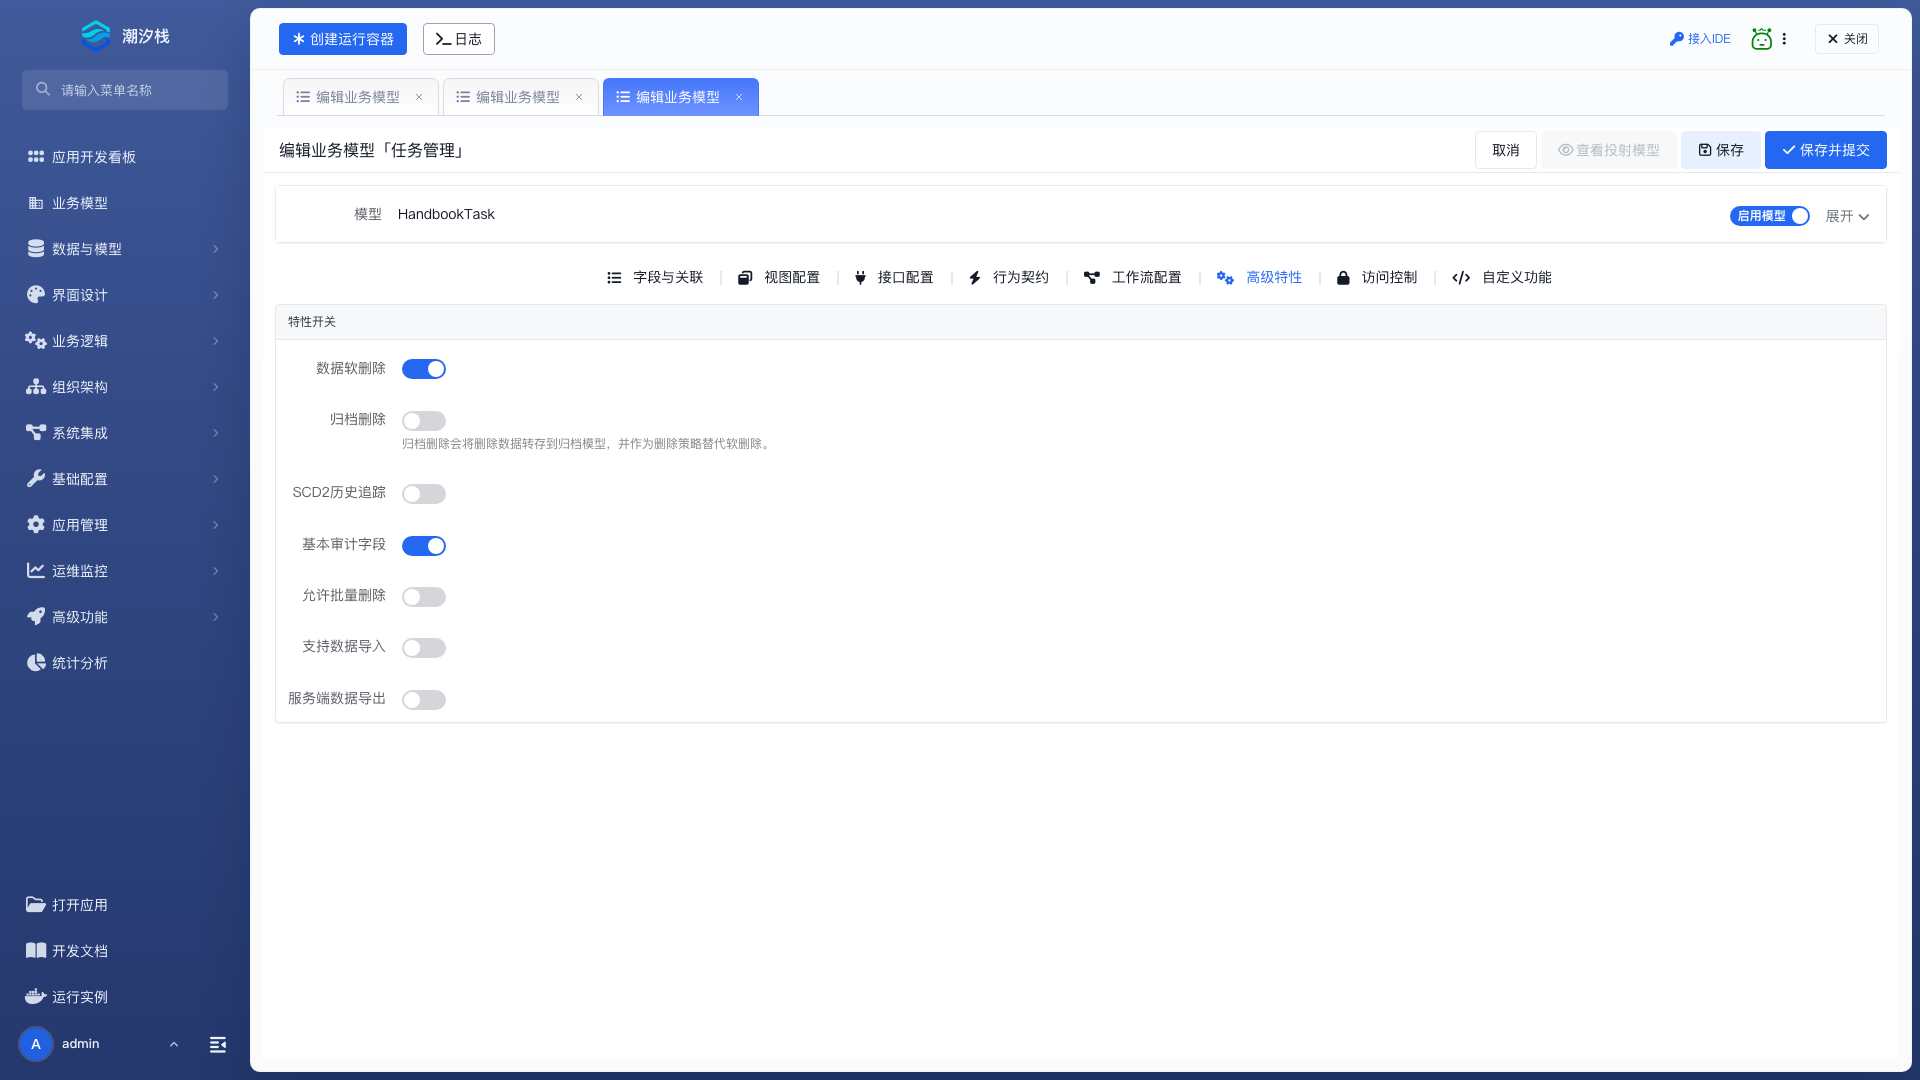 潮汐栈
请输入菜单名称
应用开发看板
业务模型
数据与模型
界面设计
业务逻辑
组织架构
系统集成
基础配置
应用管理
运维监控
高级功能
统计分析
打开应用
开发文档
运行实例
A admin
创建运行容器 日志 接入IDE 关闭
编辑业务模型 编辑业务模型 编辑业务模型
编辑业务模型「任务管理」 取消 查看投射模型 保存 保存并提交
模型 HandbookTask 启用模型 展开
字段与关联 视图配置 接口配置 行为契约 工作流配置 高级特性 访问控制 自定义功能
特性开关
数据软删除
归档删除
归档删除会将删除数据转存到归档模型，并作为删除策略替代软删除。
SCD2历史追踪
基本审计字段
允许批量删除
支持数据导入
服务端数据导出